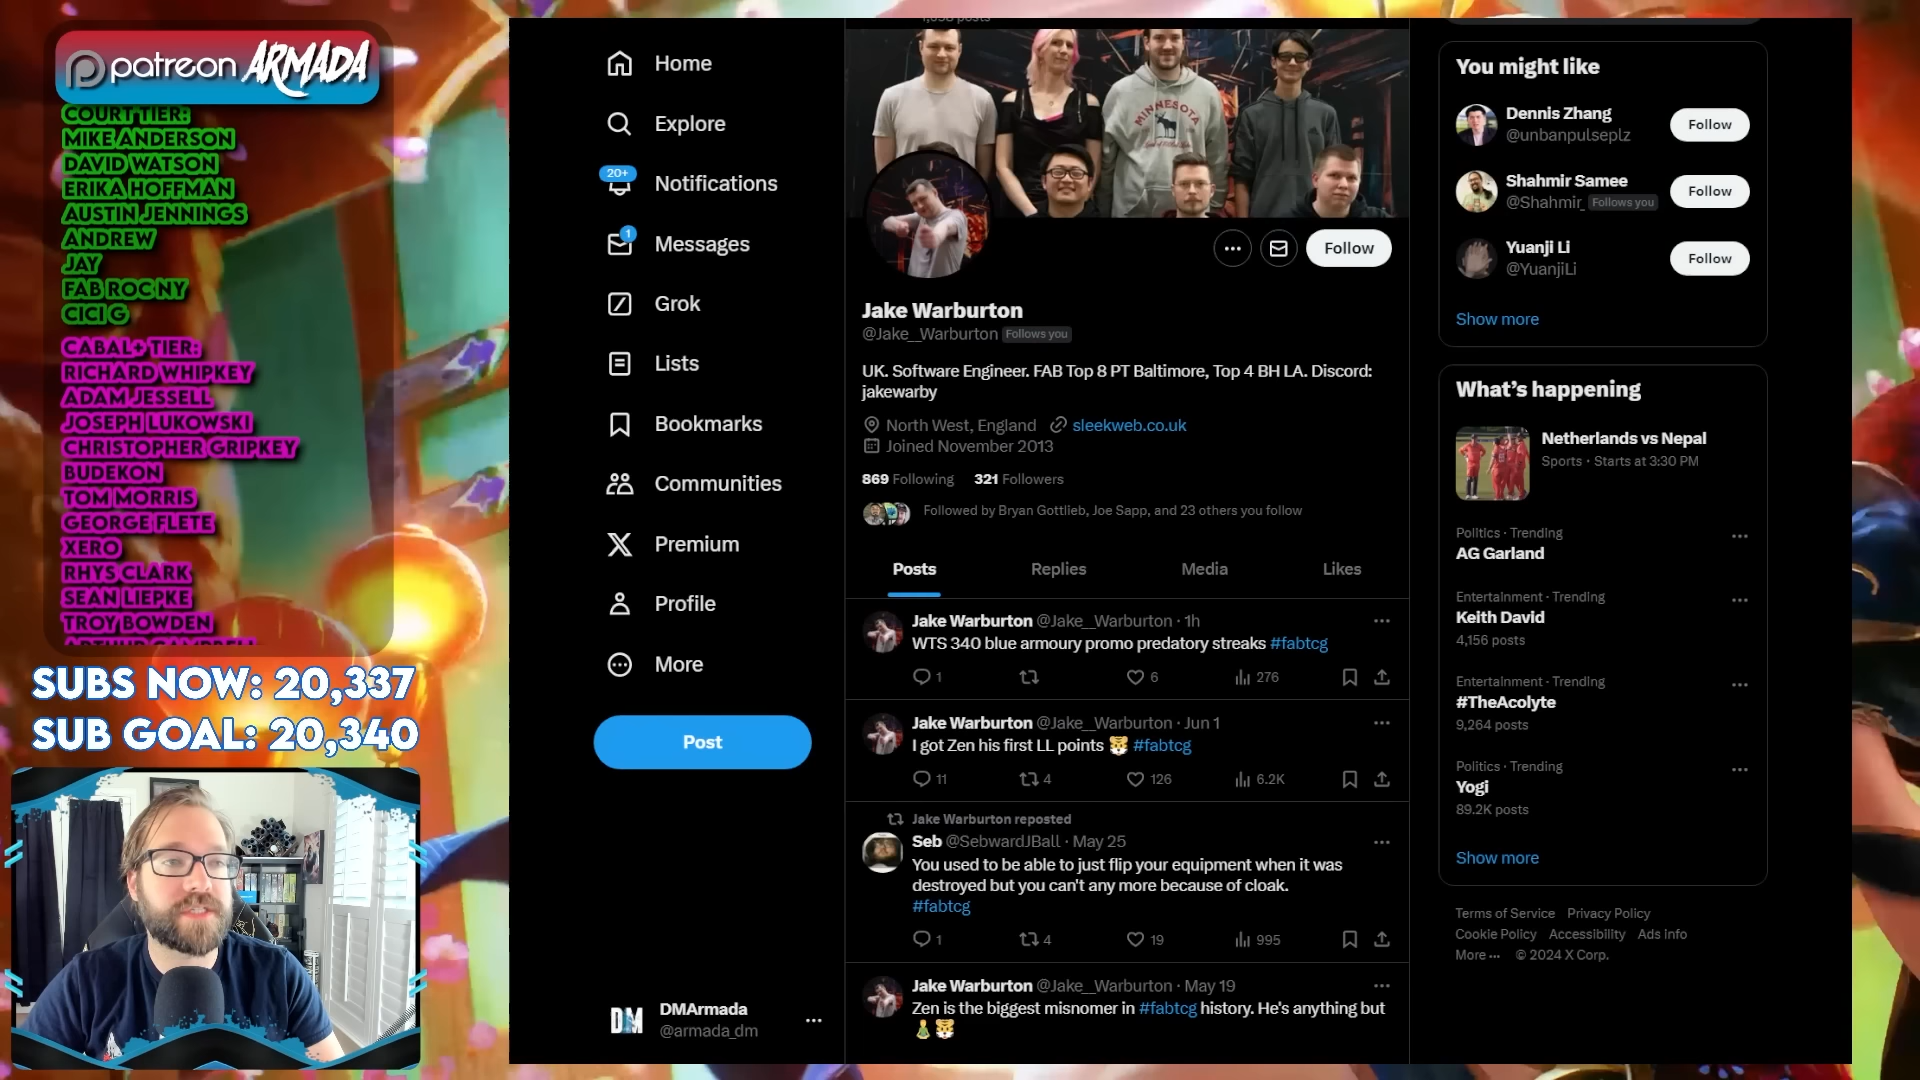 patreon ARMADA
COURT TIER:
MIKE ANDERSON
DAVID WATSON
ERIKA HOFFMAN
AUSTIN JENNINGS
ANDREW
JAY
FAB ROC NY
CICI G
CABAL+ TIER:
RICHARD WHIPKEY
ADAM JESSELL
JOSEPH LUKOWSKI
CHRISTOPHER GRIPKEY
BUDEKON
TOM MORRIS
GEORGE FLETE
XERO
RHYS CLARK
SEAN LIEPKE
TROY BOWDEN
SUBS NOW: 20,337
SUB GOAL: 20,340
Home
Explore
20+
Notifications
1
Messages
Grok
Lists
Bookmarks
Communities
Premium
Profile
More
Post
DM
DMArmada
@armada_dm
MINNESOTA
Follow
Jake Warburton
@Jake__Warburton Follows you
UK. Software Engineer. FAB Top 8 PT Baltimore, Top 4 BH LA. Discord:
jakewarby
North West, England sleekweb.co.uk
Joined November 2013
869 Following 321 Followers
Followed by Bryan Gottlieb, Joe Sapp, and 23 others you follow
Posts Replies Media Likes
Jake Warburton @Jake__Warburton · 1h
WTS 340 blue armoury promo predatory streaks #fabtcg
1 6 276
Jake Warburton @Jake__Warburton · Jun 1
I got Zen his first LL points 🐯 #fabtcg
11 4 126 6.2K
Jake Warburton reposted
Seb @SebwardJBall · May 25
You used to be able to just flip your equipment when it was
destroyed but you can't any more because of cloak.
#fabtcg
1 4 19 995
Jake Warburton @Jake__Warburton · May 19
Zen is the biggest misnomer in #fabtcg history. He's anything but
You might like
Dennis Zhang
@unbanpulseplz
Follow
Shahmir Samee
@Shahmir_ Follows you
Follow
Yuanji Li
@YuanjiLi
Follow
Show more
What's happening
Netherlands vs Nepal
Sports · Starts at 3:30 PM
Politics · Trending
AG Garland
Entertainment · Trending
Keith David
4,156 posts
Entertainment · Trending
#TheAcolyte
9,264 posts
Politics · Trending
Yogi
89.2K posts
Show more
Terms of Service Privacy Policy
Cookie Policy Accessibility Ads info
More ··· © 2024 X Corp.